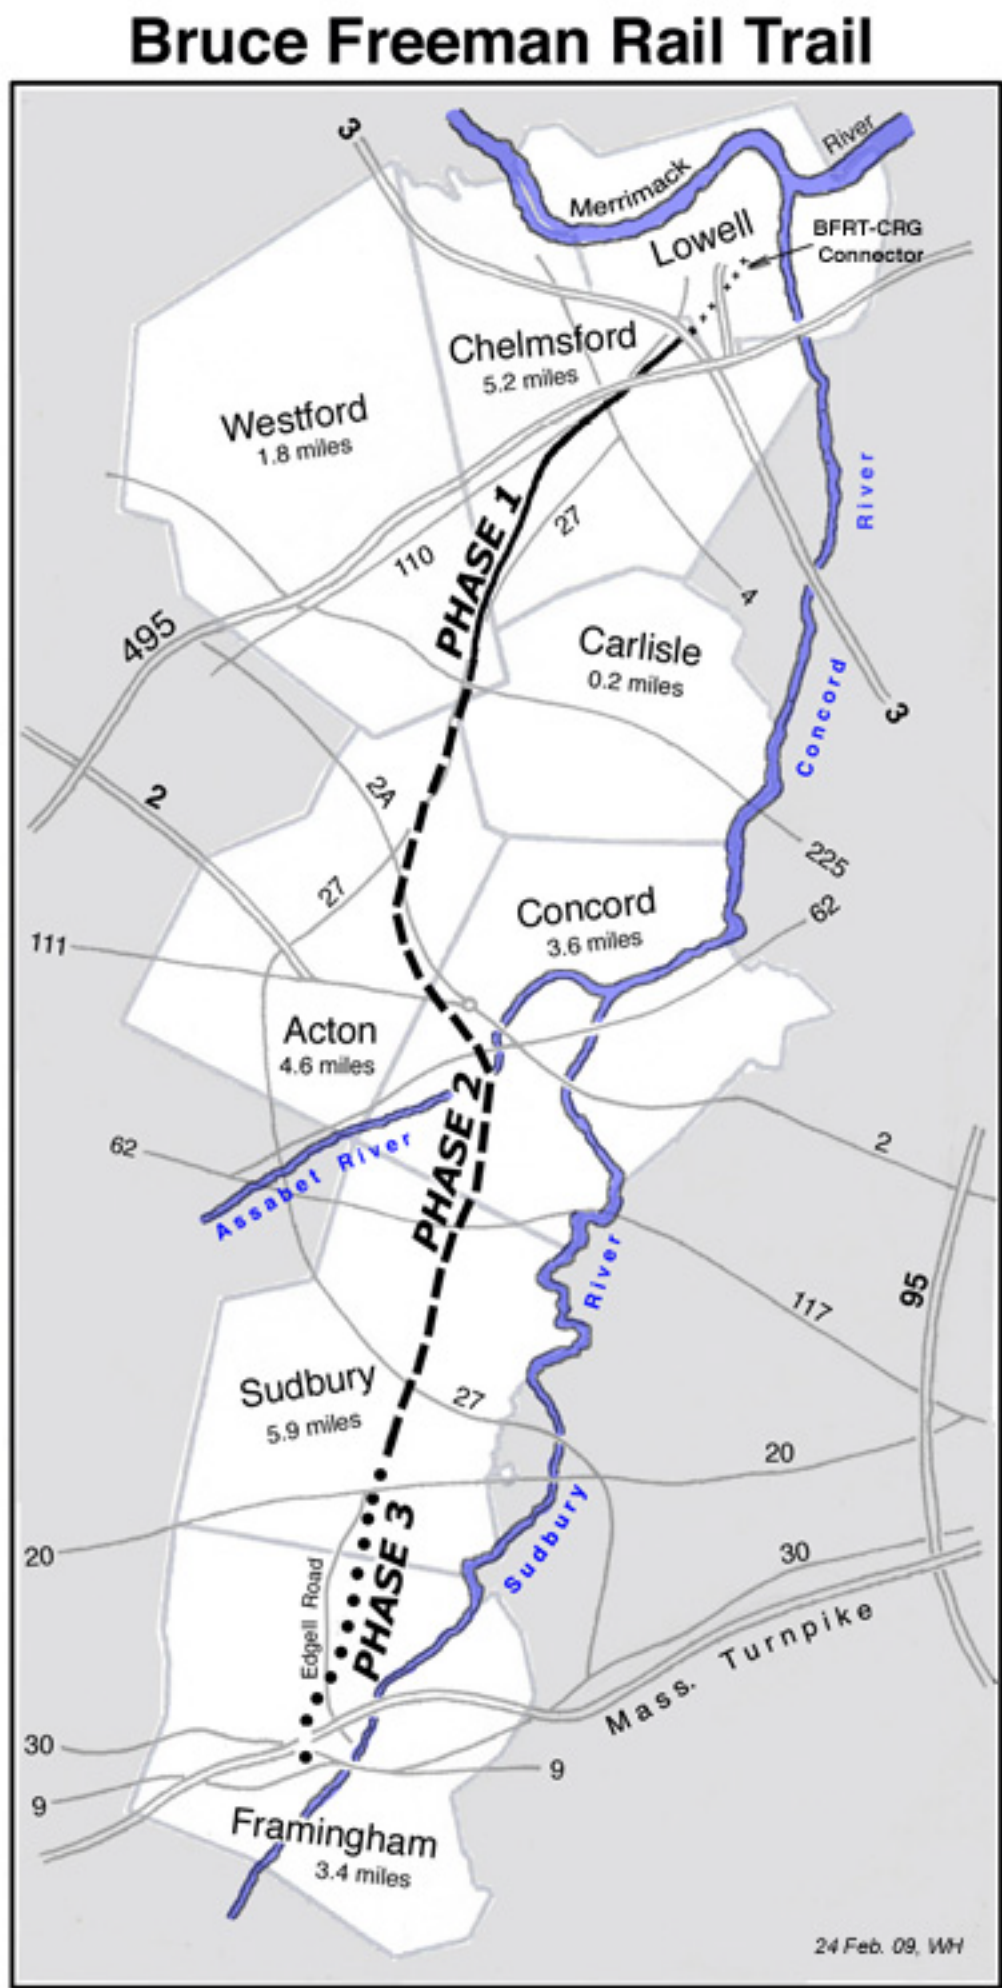 Bruce Freeman Rail Trail
3
River
Merrimack
Lowell
BFRT-CRG
Connector
Chelmsford
5.2 miles
Westford
1.8 miles
River
PHASE 1
27
110
4
495
Carlisle
0.2 miles
Concord
3
2
2A
225
27
Concord
3.6 miles
62
111
Acton
4.6 miles
PHASE 2
62
Assabet River
2
River
95
117
Sudbury
5.9 miles
27
20
Sudbury
PHASE 3
20
30
Edgell Road
Mass. Turnpike
30
9
9
Framingham
3.4 miles
24 Feb. 09, WH